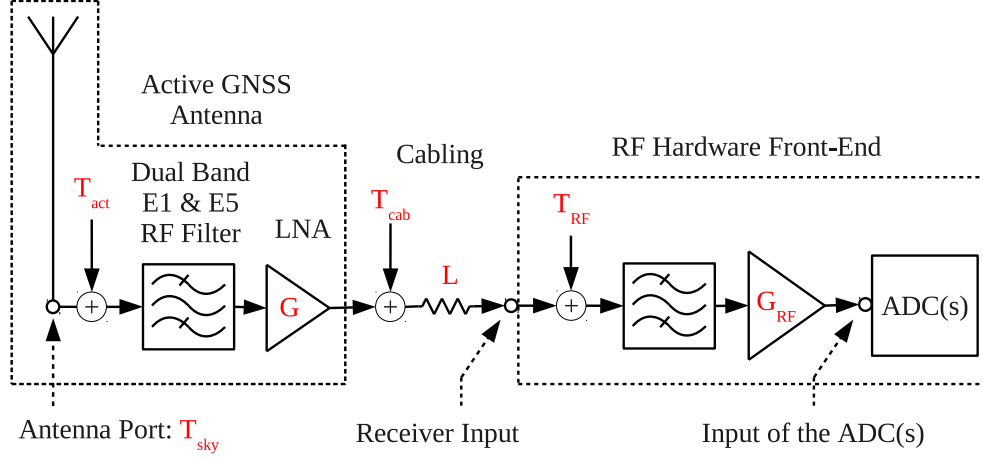 Active GNSS
Antenna
Cabling
RF Hardware Front-End
Dual Band
E1 & E5
RF Filter
T_act
LNA
T_cab
T_RF
L
G
G_RF
ADC(s)
Antenna Port: T_sky
Receiver Input
Input of the ADC(s)